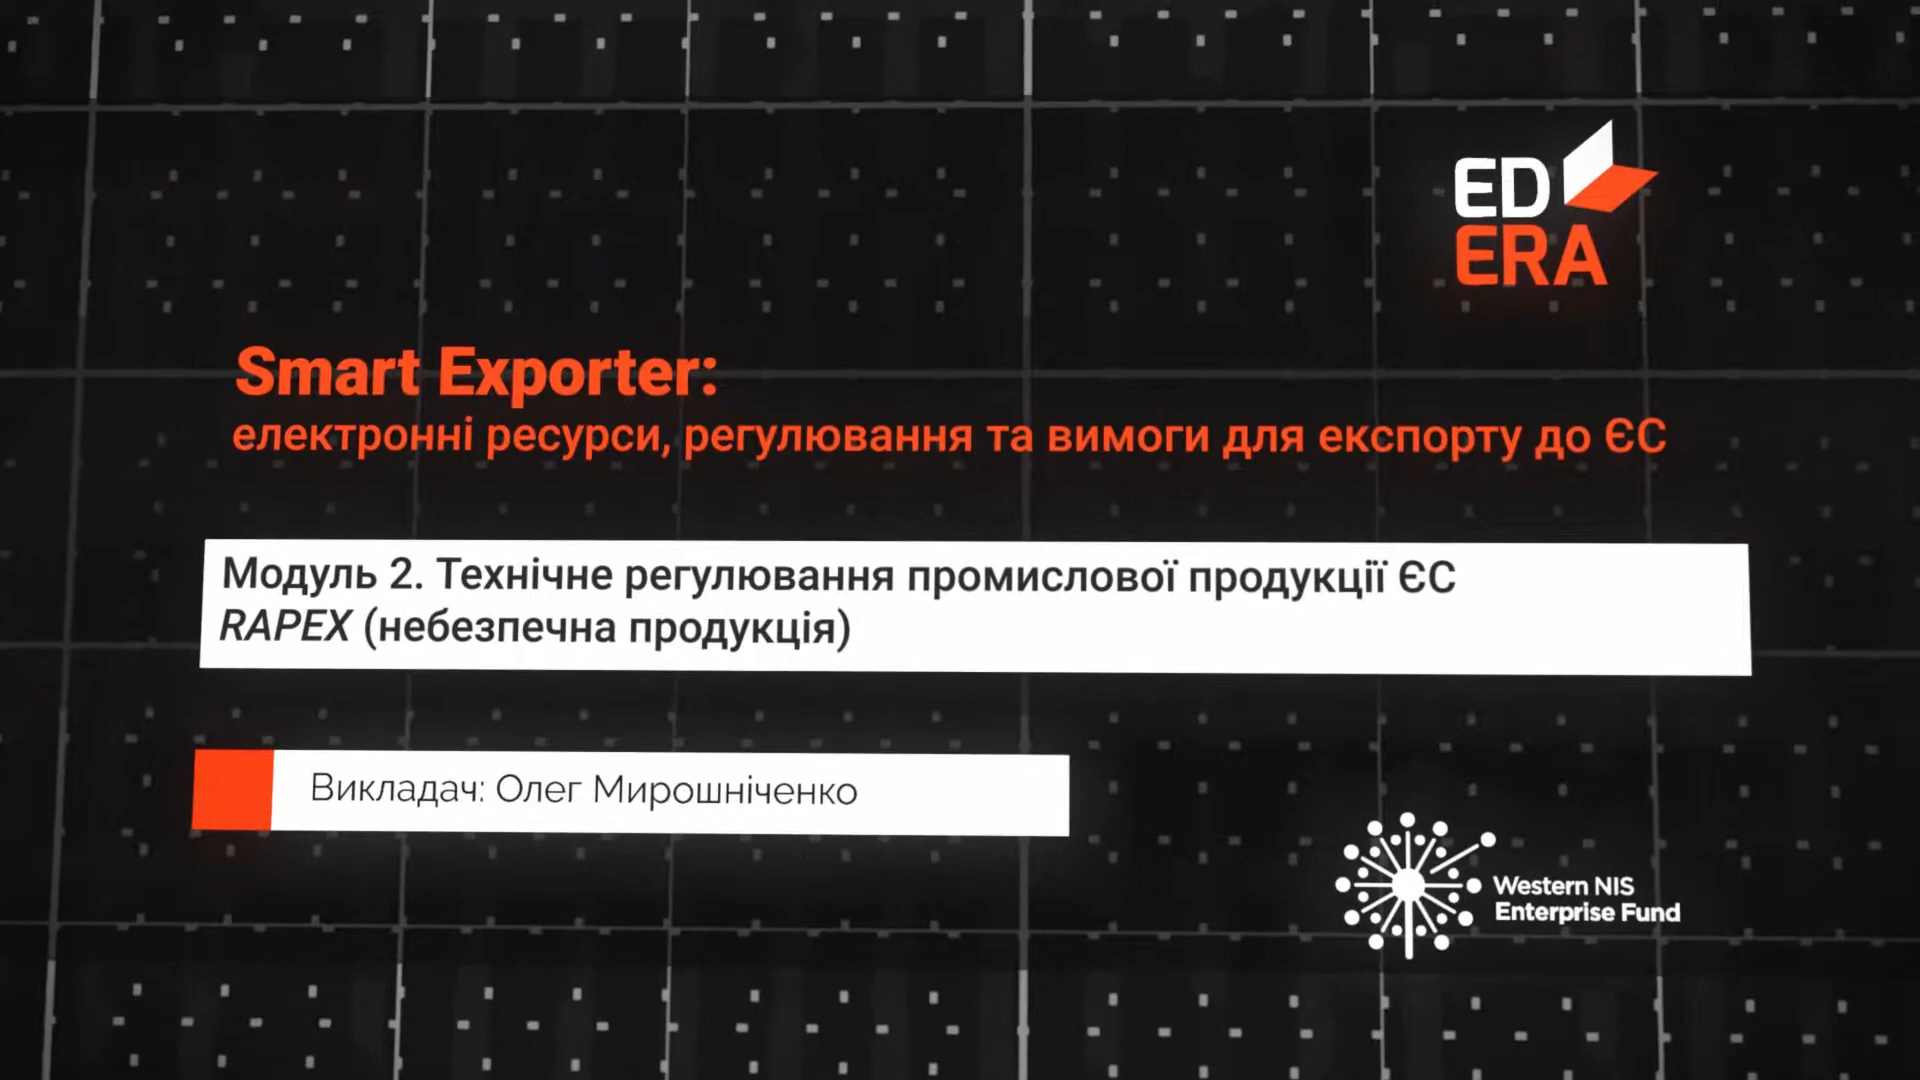 ED
ERA
Smart Exporter:
електронні ресурси, регулювання та вимоги для експорту до ЄС
Модуль 2. Технічне регулювання промислової продукції ЄС
RAPEX (небезпечна продукція)
Викладач: Олег Мирошніченко
Western NIS
Enterprise Fund